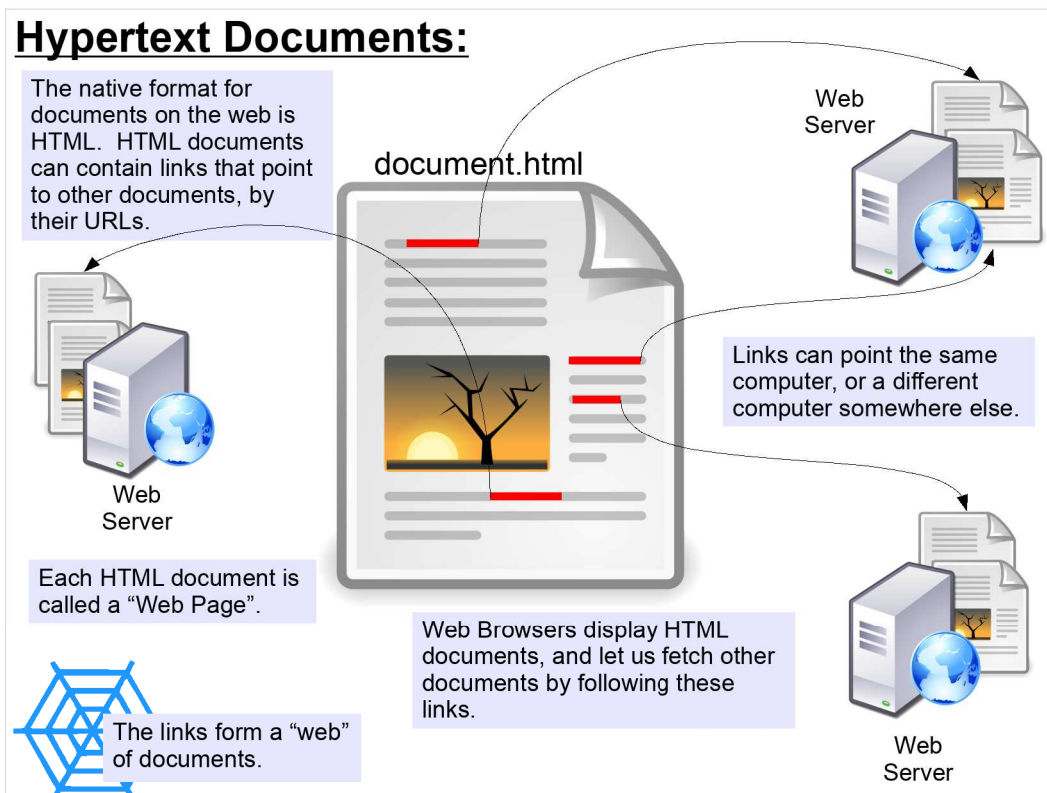 Hypertext Documents:
The native format for
documents on the web is
HTML.  HTML documents
can contain links that point
to other documents, by
their URLs.
document.html
Web
Server
Web
Server
Links can point the same
computer, or a different
computer somewhere else.
Each HTML document is
called a “Web Page”.
Web Browsers display HTML
documents, and let us fetch other
documents by following these
links.
The links form a “web”
of documents.
Web
Server